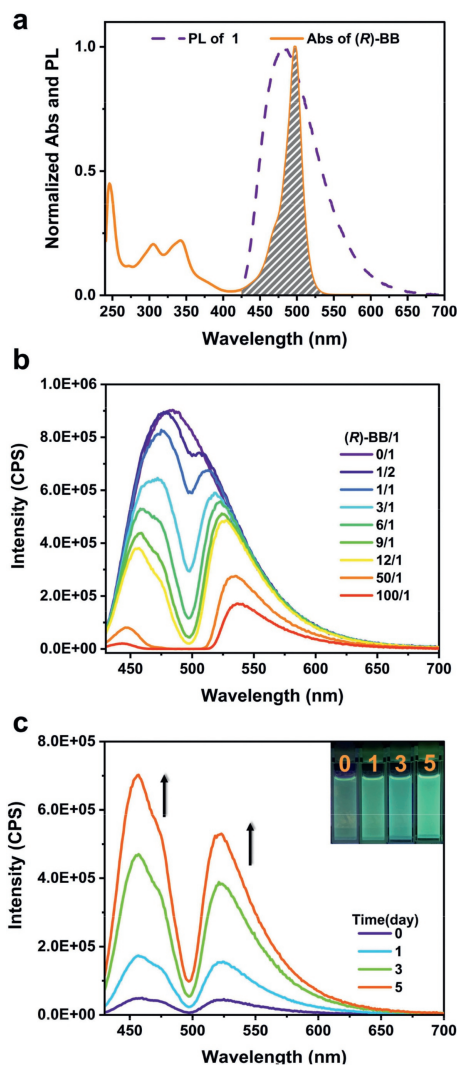 a
PL of 1 Abs of (R)-BB
Normalized Abs and PL
1.0
0.5
0.0
250 300 350 400 450 500 550 600 650 700
Wavelength (nm)
b
Intensity (CPS)
1.0E+06
8.0E+05
6.0E+05
4.0E+05
2.0E+05
0.0E+00
(R)-BB/1
0/1
1/2
1/1
3/1
6/1
9/1
12/1
50/1
100/1
450 500 550 600 650 700
Wavelength (nm)
c
Intensity (CPS)
8.0E+05
6.0E+05
4.0E+05
2.0E+05
0.0E+00
0 1 3 5
Time(day)
0
1
3
5
450 500 550 600 650 700
Wavelength (nm)